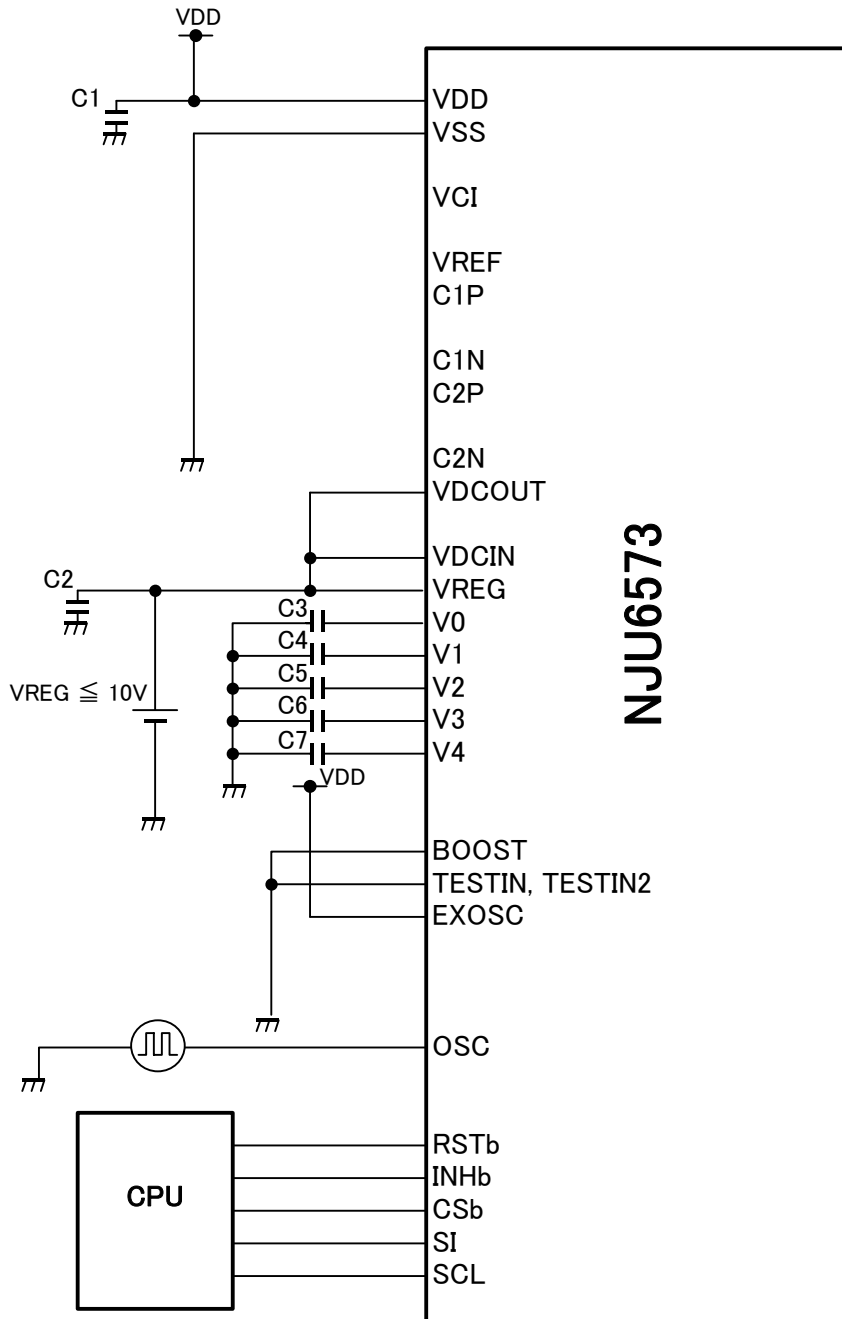 VDD
C1
VDD
VSS
VCI
VREF
C1P
C1N
C2P
C2N
VDCOUT
VDCIN
C2
VREG
C3
V0
C4
V1
C5
V2
VREG ≦ 10V
C6
V3
C7
V4
VDD
BOOST
TESTIN, TESTIN2
EXOSC
OSC
CPU
RSTb
INHb
CSb
SI
SCL
NJU6573